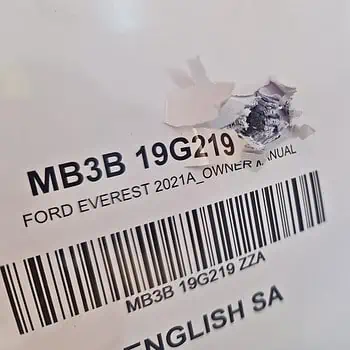 MB3B 19G219
FORD EVEREST 2021A_OWNER MANUAL
MB3B 19G219 ZZA
ENGLISH SA